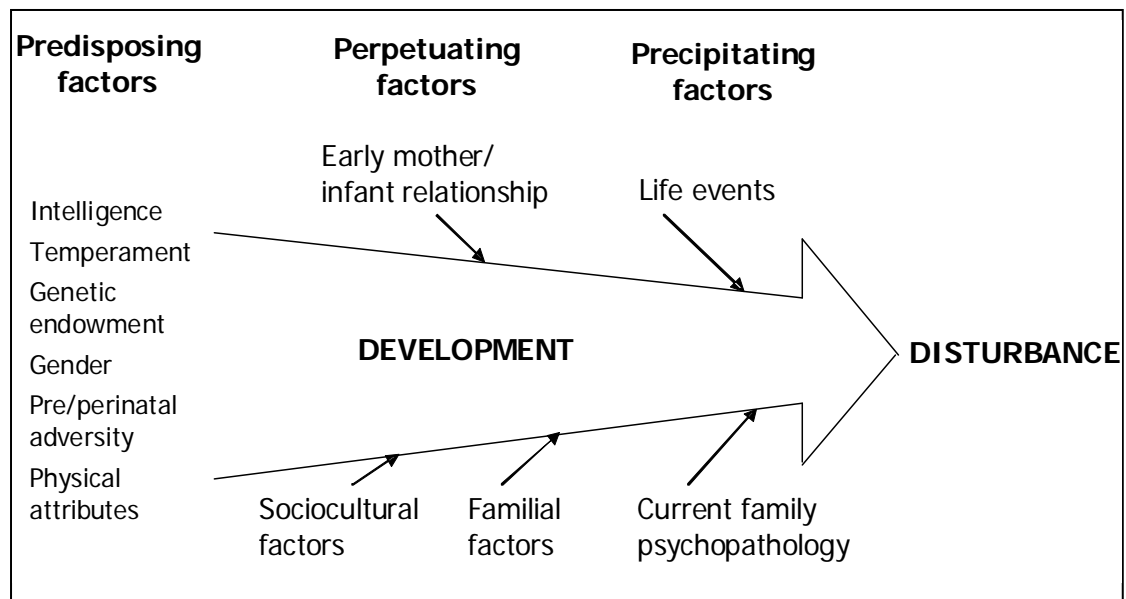 Predisposing
factors
Perpetuating
factors
Precipitating
factors
Early mother/
infant relationship
Life events
Intelligence
Temperament
Genetic
endowment
Gender
Pre/perinatal
adversity
Physical
attributes
DEVELOPMENT
DISTURBANCE
Sociocultural
factors
Familial
factors
Current family
psychopathology